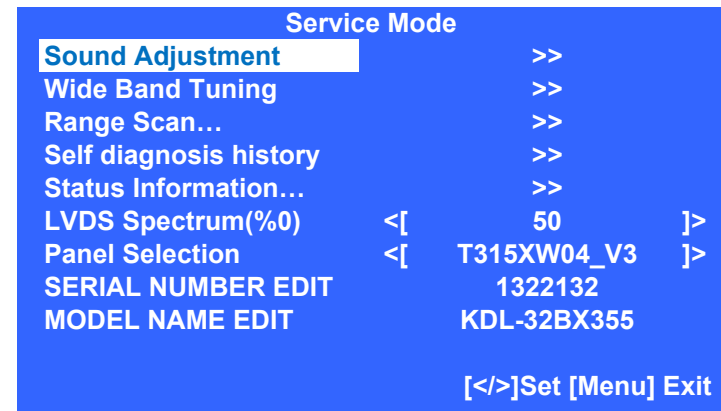 Service Mode
Sound Adjustment >>
Wide Band Tuning >>
Range Scan… >>
Self diagnosis history >>
Status Information… >>
LVDS Spectrum(%0) <[ 50 ]>
Panel Selection <[ T315XW04_V3 ]>
SERIAL NUMBER EDIT 1322132
MODEL NAME EDIT KDL-32BX355
[</>]Set [Menu] Exit